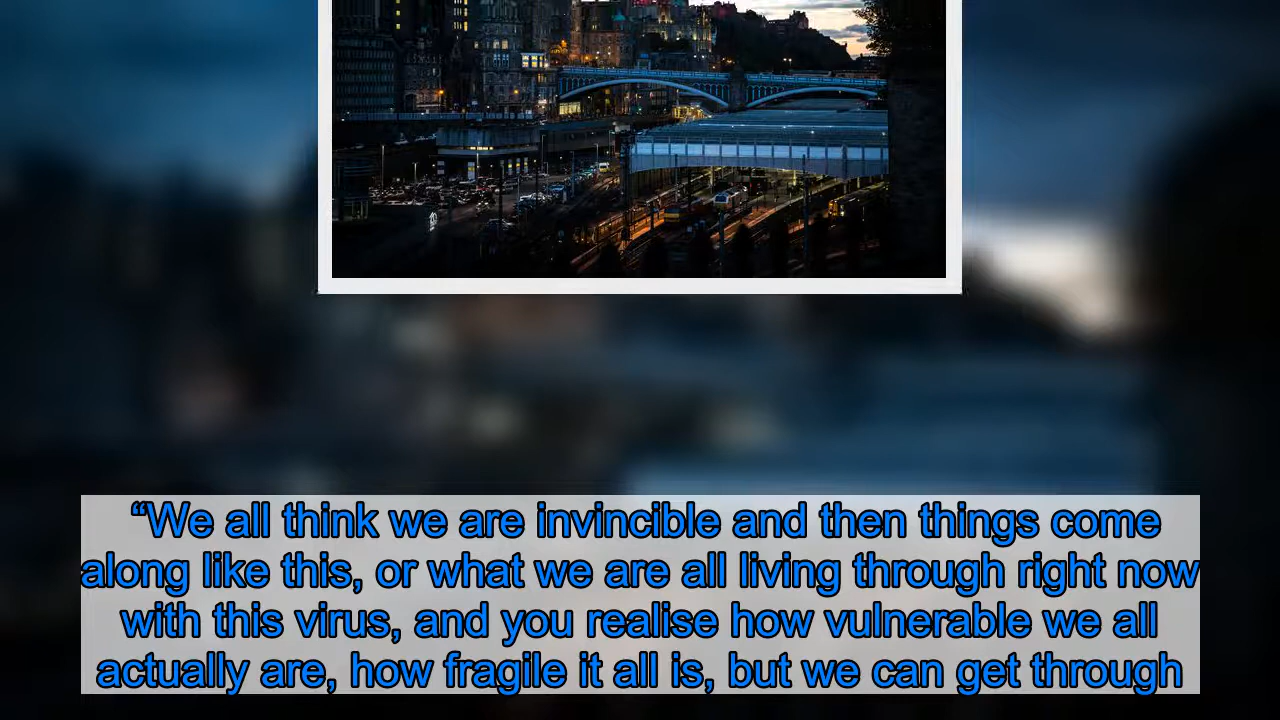 “We all think we are invincible and then things come
along like this, or what we are all living through right now
with this virus, and you realise how vulnerable we all
actually are, how fragile it all is, but we can get through